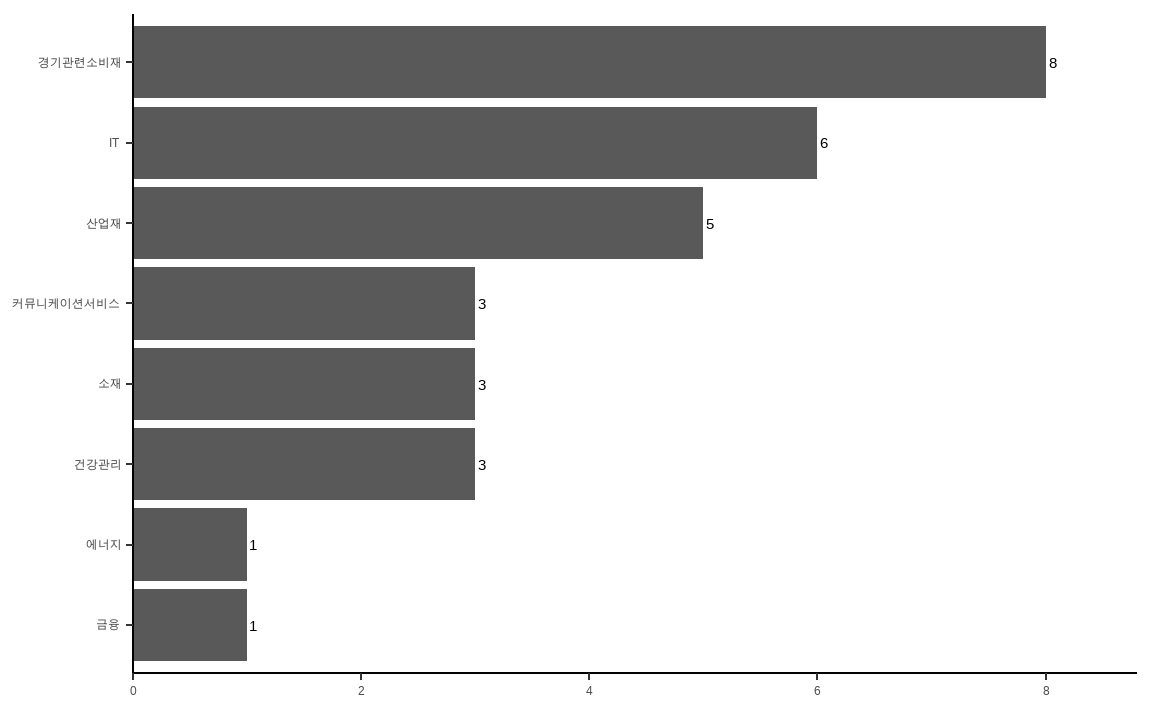 경기관련소비재 8
IT 6
산업재 5
커뮤니케이션서비스 3
소재 3
건강관리 3
에너지 1
금융 1
0 2 4 6 8